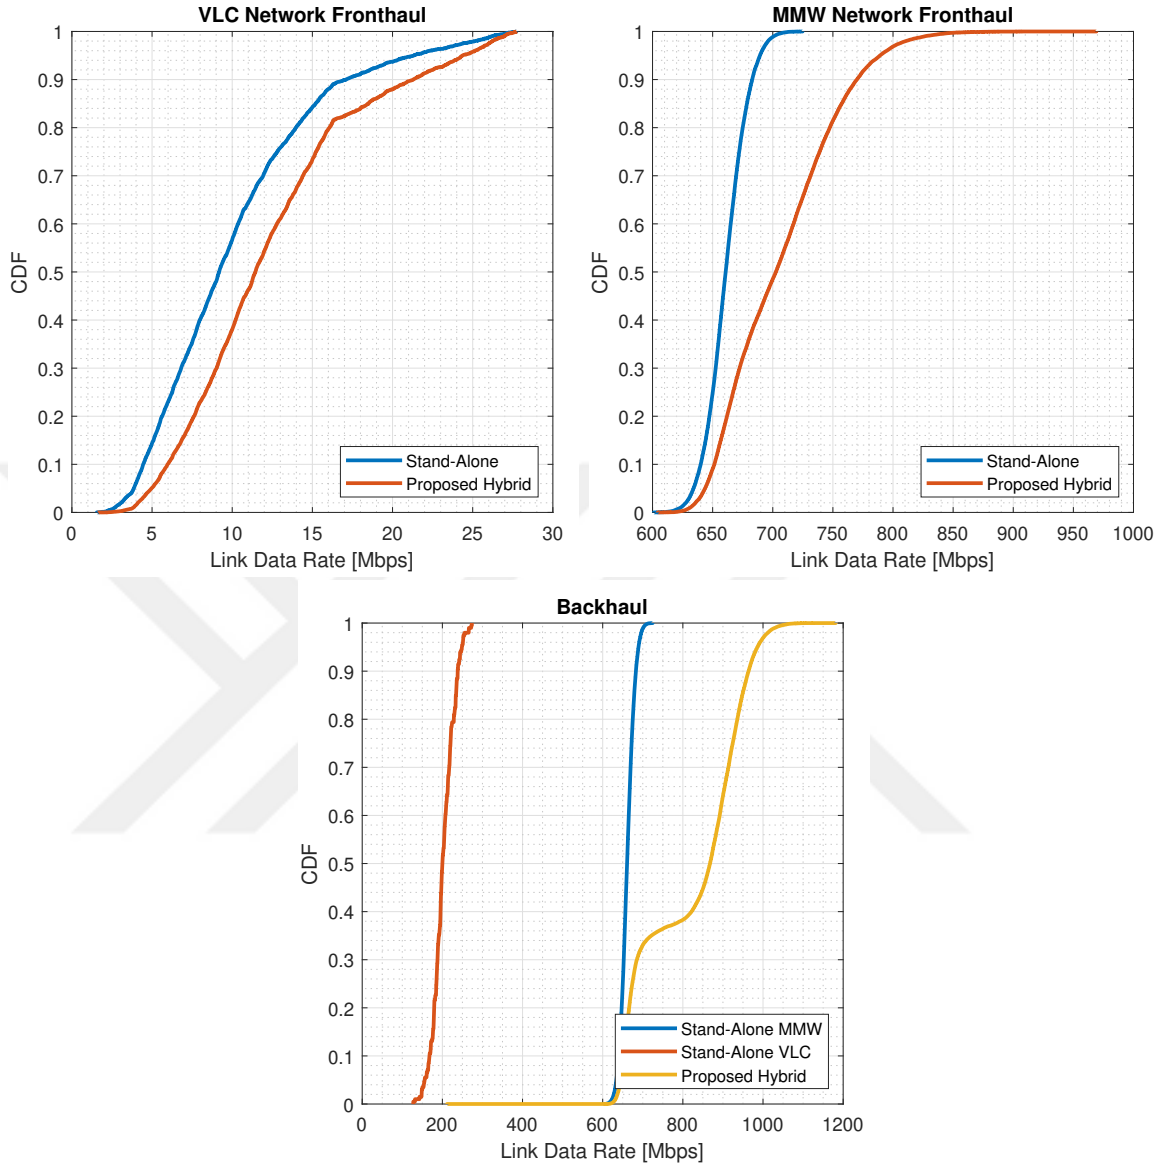 VLC Network Fronthaul
1
0.9
0.8
0.7
0.6
0.5
0.4
0.3
0.2
0.1
0
CDF
0 5 10 15 20 25 30
Link Data Rate [Mbps]
Stand-Alone
Proposed Hybrid
MMW Network Fronthaul
1
0.9
0.8
0.7
0.6
0.5
0.4
0.3
0.2
0.1
0
CDF
600 650 700 750 800 850 900 950 1000
Link Data Rate [Mbps]
Stand-Alone
Proposed Hybrid
Backhaul
1
0.9
0.8
0.7
0.6
0.5
0.4
0.3
0.2
0.1
0
CDF
0 200 400 600 800 1000 1200
Link Data Rate [Mbps]
Stand-Alone MMW
Stand-Alone VLC
Proposed Hybrid